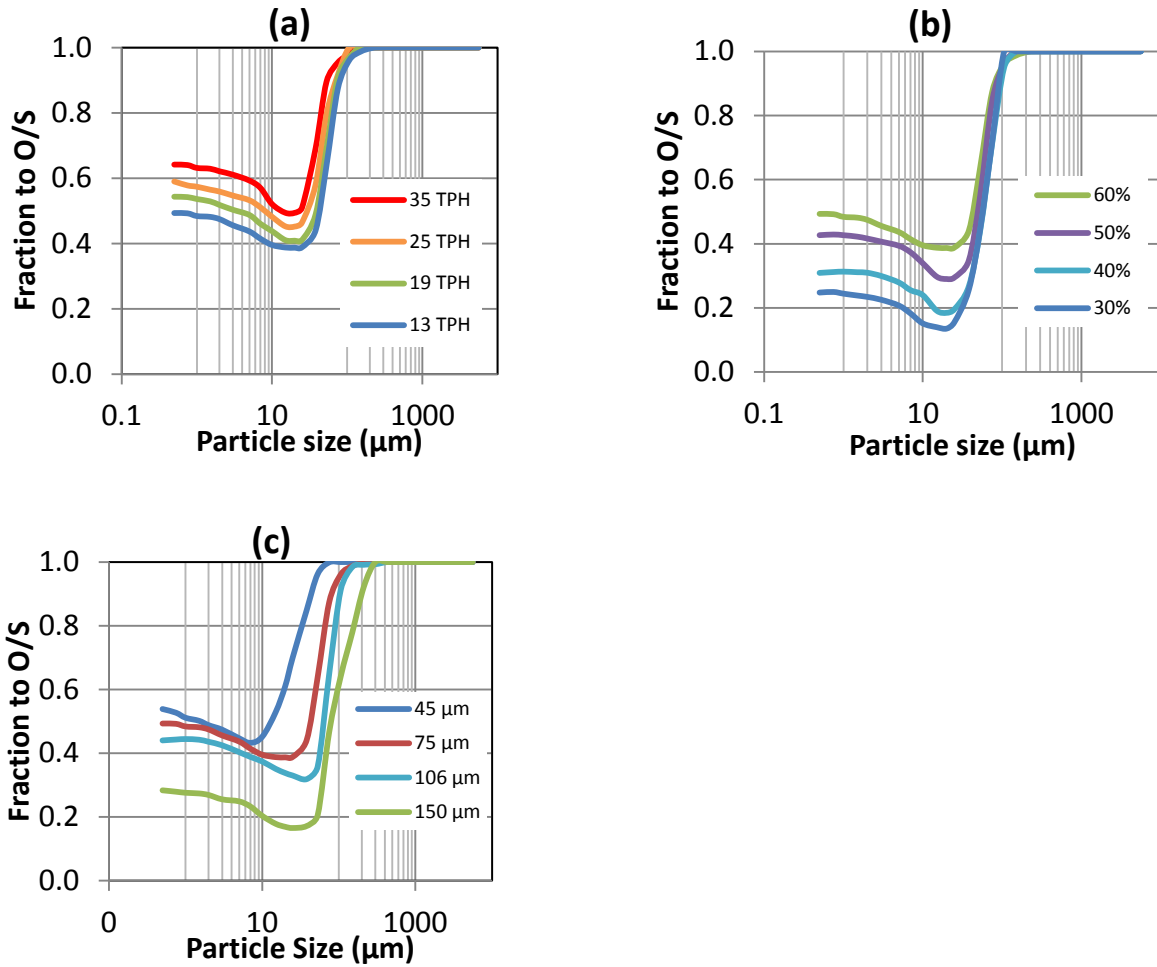 (a)
1.0
0.8
0.6
0.4
0.2
0.0
Fraction to O/S
35 TPH
25 TPH
19 TPH
13 TPH
0.1 10 1000
Particle size (µm)
(b)
1.0
0.8
0.6
0.4
0.2
0.0
Fraction to O/S
60%
50%
40%
30%
0.1 10 1000
Particle size (µm)
(c)
1.0
0.8
0.6
0.4
0.2
0.0
Fraction to O/S
45 µm
75 µm
106 µm
150 µm
0 10 1000
Particle Size (µm)